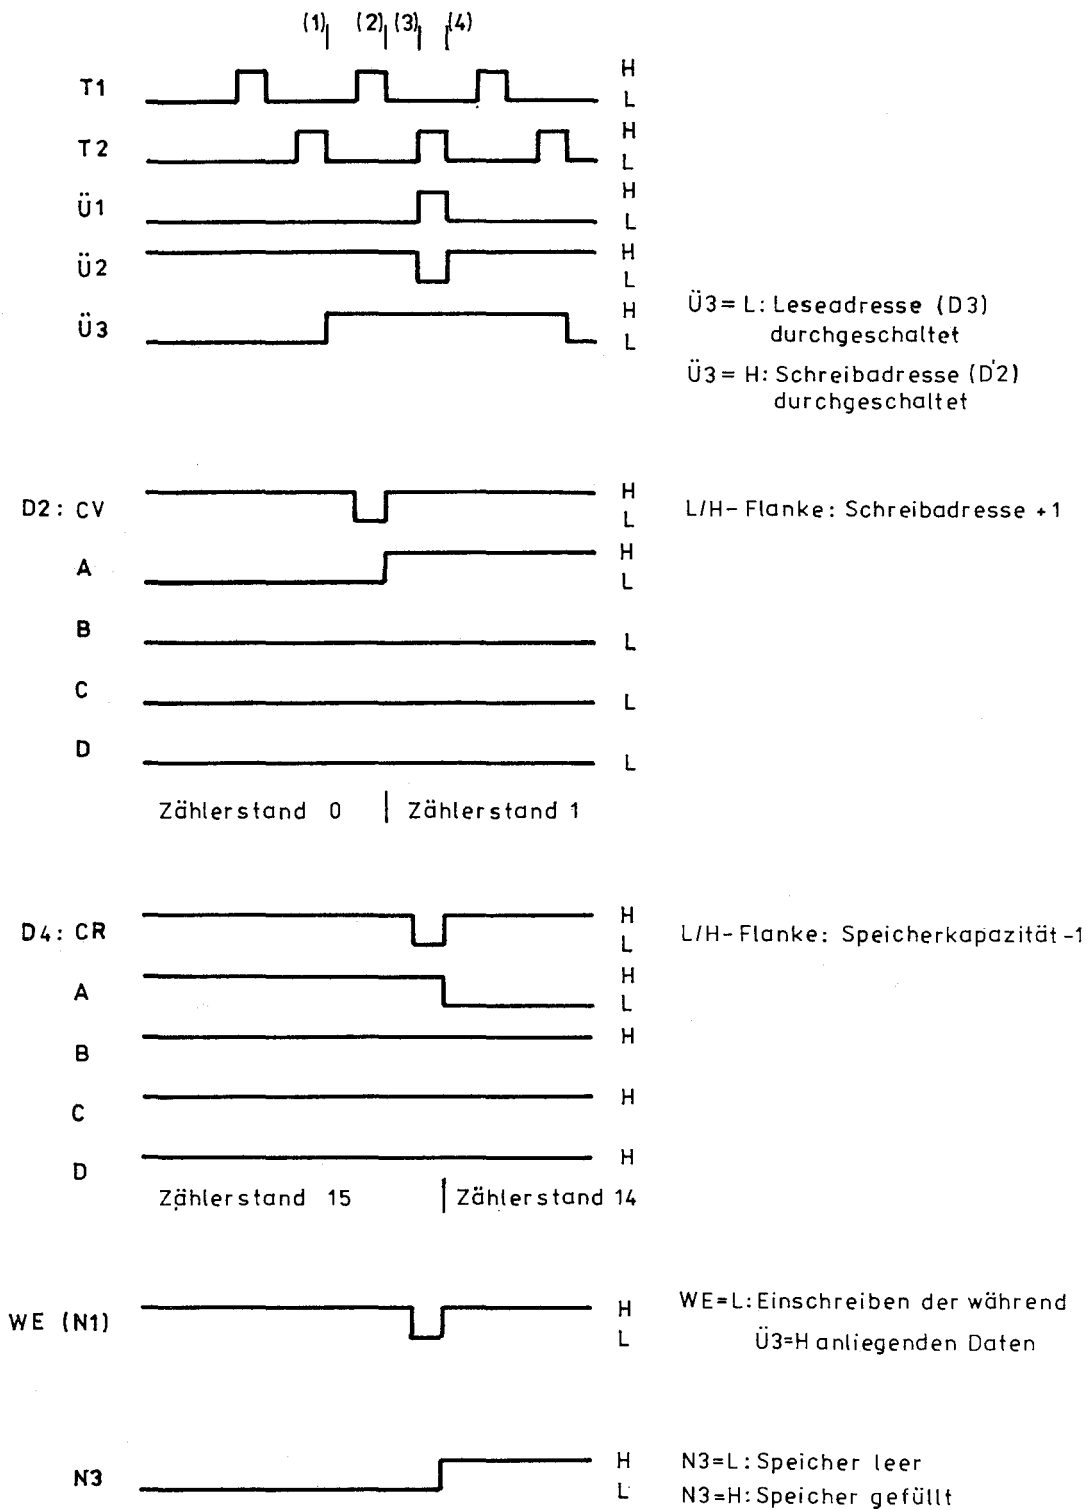 (1) (2) (3) (4)
T1 H
L
T2 H
L
Ü1 H
L
Ü2 H
L
Ü3 H
L
Ü3 = L: Leseadresse (D3)
durchgeschaltet
Ü3 = H: Schreibadresse (D2)
durchgeschaltet
D2: CV H
L
L/H-Flanke: Schreibadresse +1
A H
L
B L
C L
D L
Zählerstand 0 | Zählerstand 1
D4: CR H
L
L/H-Flanke: Speicherkapazität -1
A H
L
B H
C H
D H
Zählerstand 15 | Zählerstand 14
WE (N1) H
L
WE=L: Einschreiben der während
Ü3=H anliegenden Daten
N3 H
L
N3=L: Speicher leer
N3=H: Speicher gefüllt